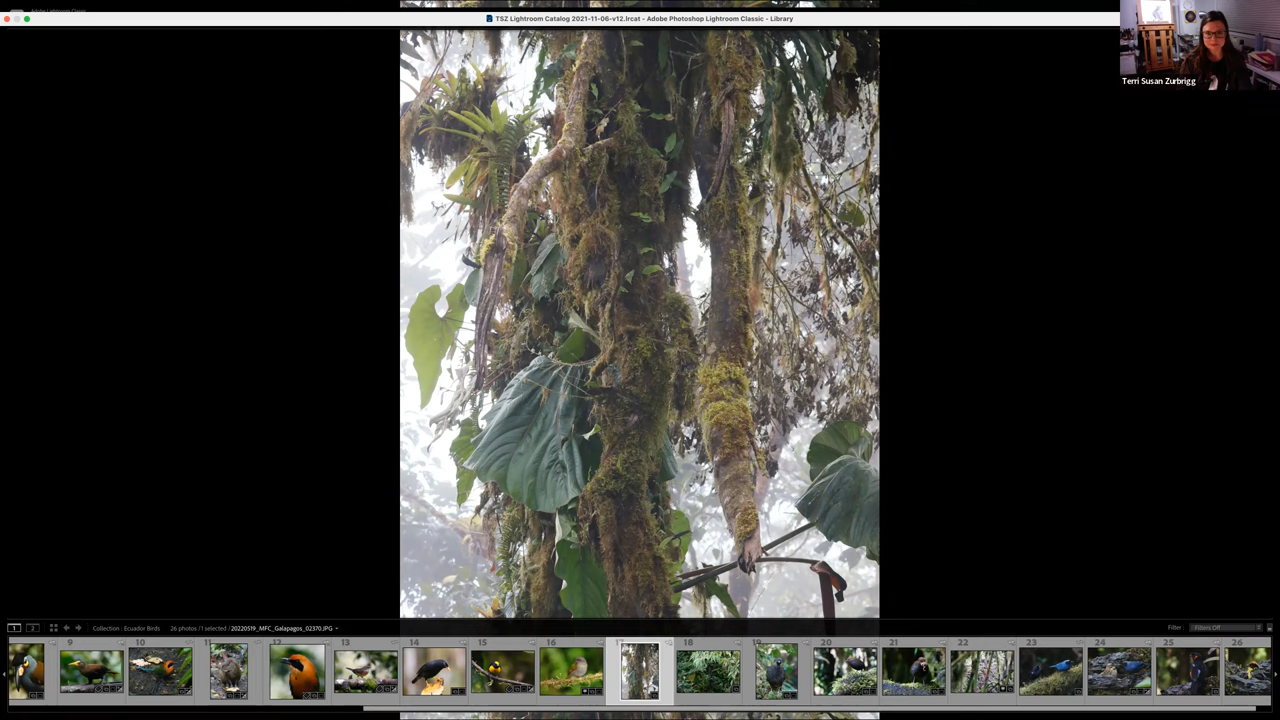 TSZ Lightroom Catalog 2021-11-06-v12.lrcat - Adobe Photoshop Lightroom Classic - Library
Terri Susan Zurbrigg
1 2 Collection : Ecuador Birds 26 photos /1 selected / 20220519_MFC_Galapagos_02370.JPG Filter : Filters Off
9 10 11 12 13 14 15 16 17 18 19 20 21 22 23 24 25 26